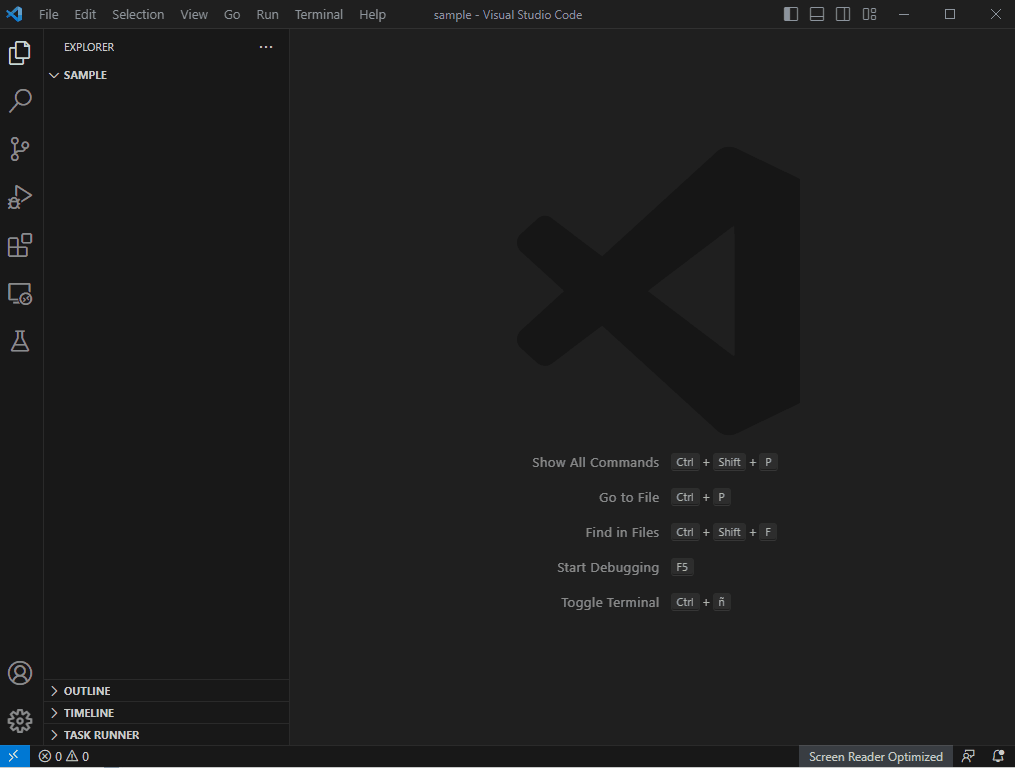 File Edit Selection View Go Run Terminal Help sample - Visual Studio Code
EXPLORER
SAMPLE
Show All Commands Ctrl + Shift + P
Go to File Ctrl + P
Find in Files Ctrl + Shift + F
Start Debugging F5
Toggle Terminal Ctrl + ñ
OUTLINE
TIMELINE
TASK RUNNER
0 0 Screen Reader Optimized